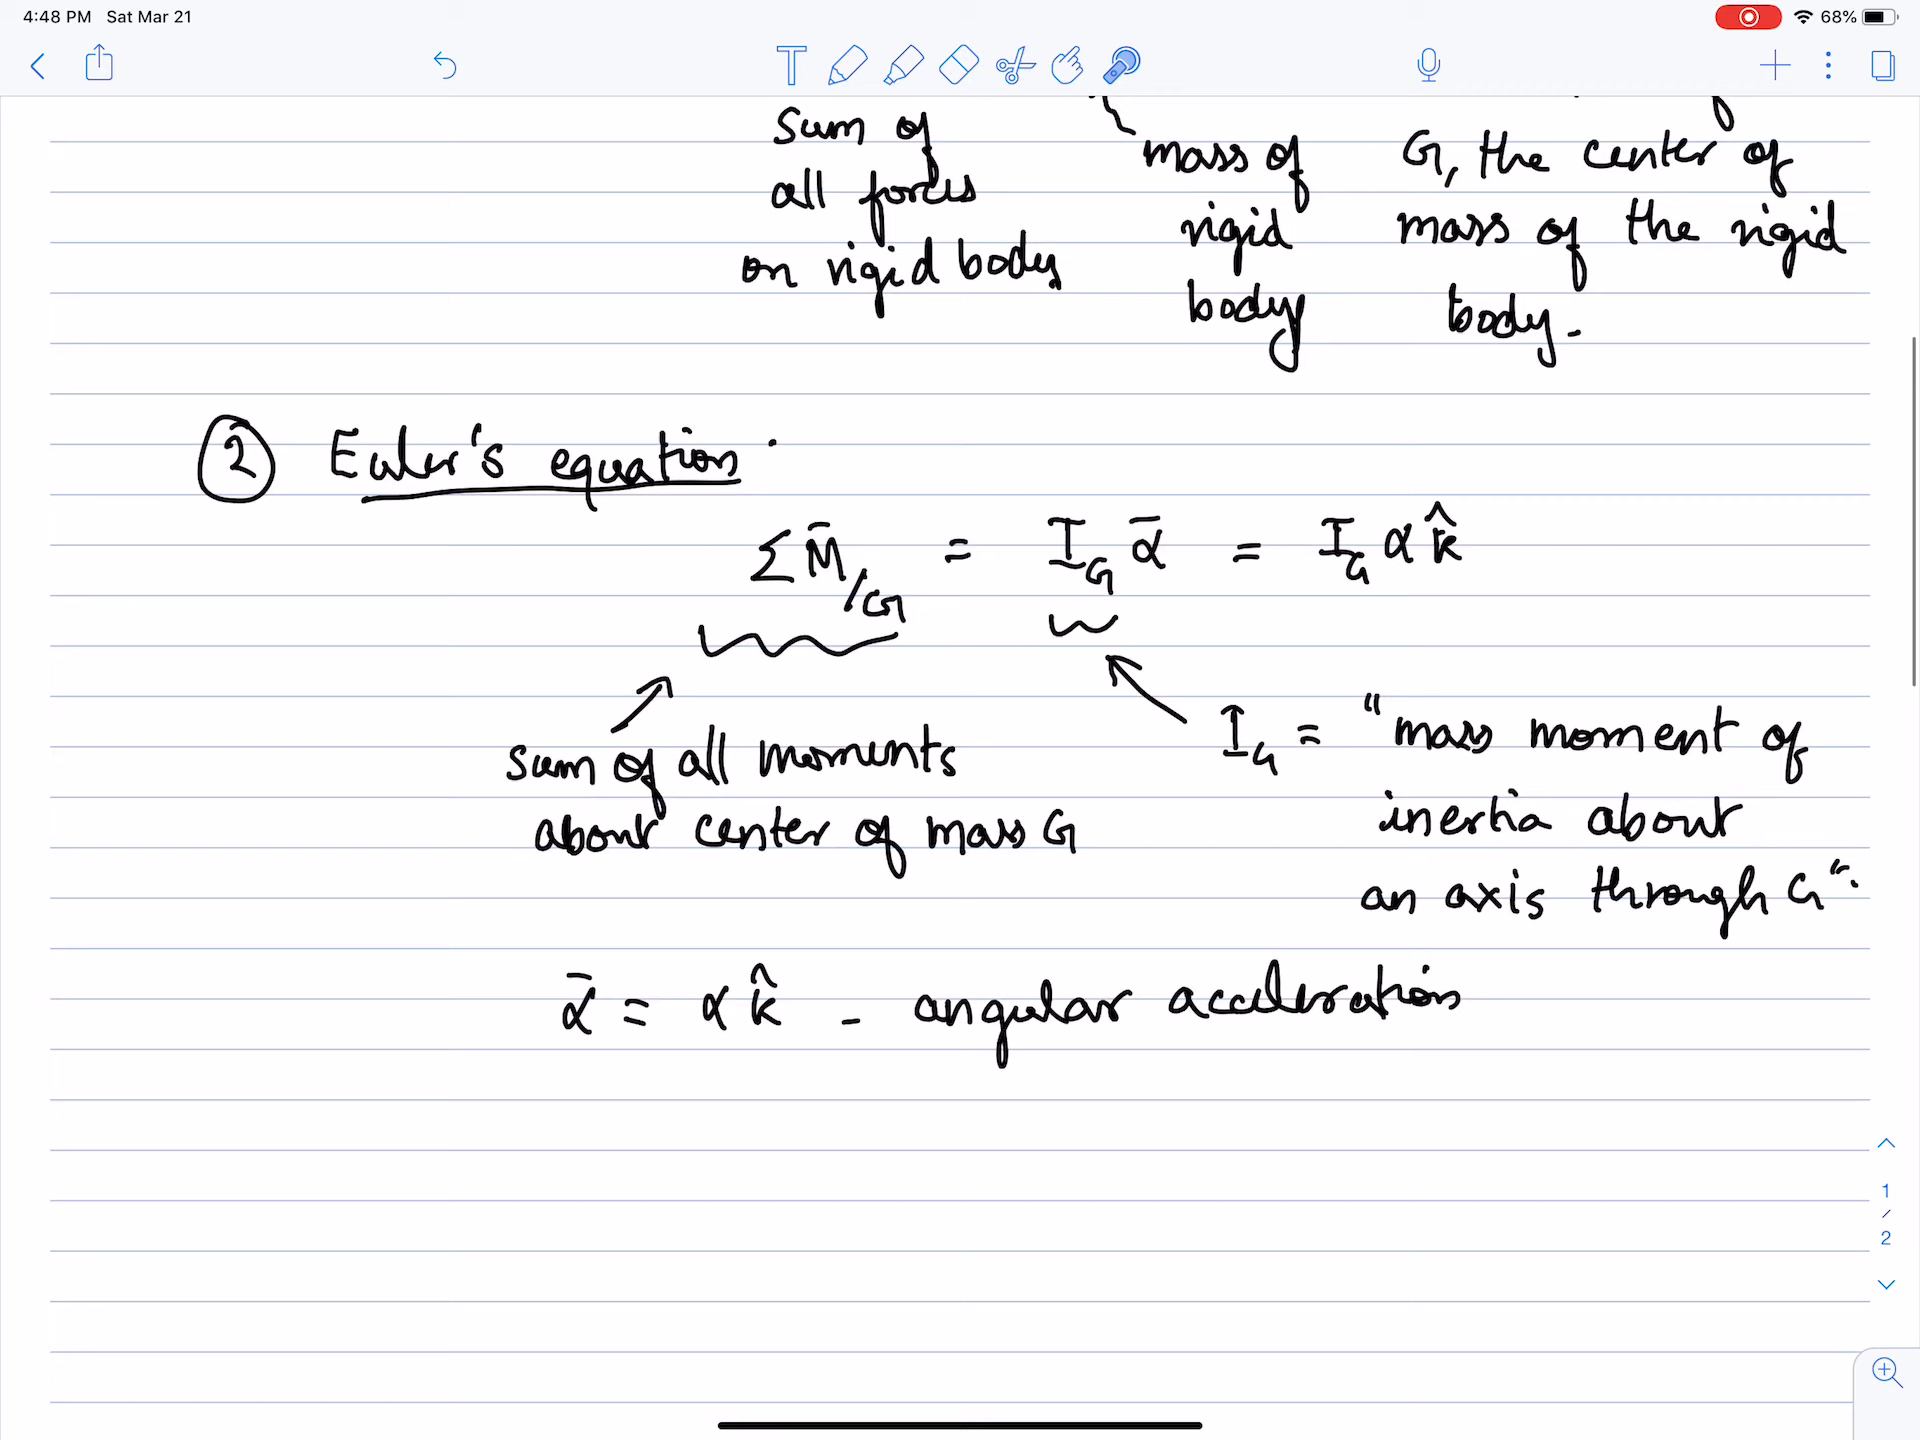 4:48 PM Sat Mar 21
68%
sum of
all forces
on rigid body
mass of
rigid
body
G, the center of
mass of the rigid
body.
② Euler's equation
Σ M̄/G = I_G ᾱ = I_G α k̂
sum of all moments
about center of mass G
I_G = "mass moment of
inertia about
an axis through G".
ᾱ = α k̂ - angular acceleration
1
/
2